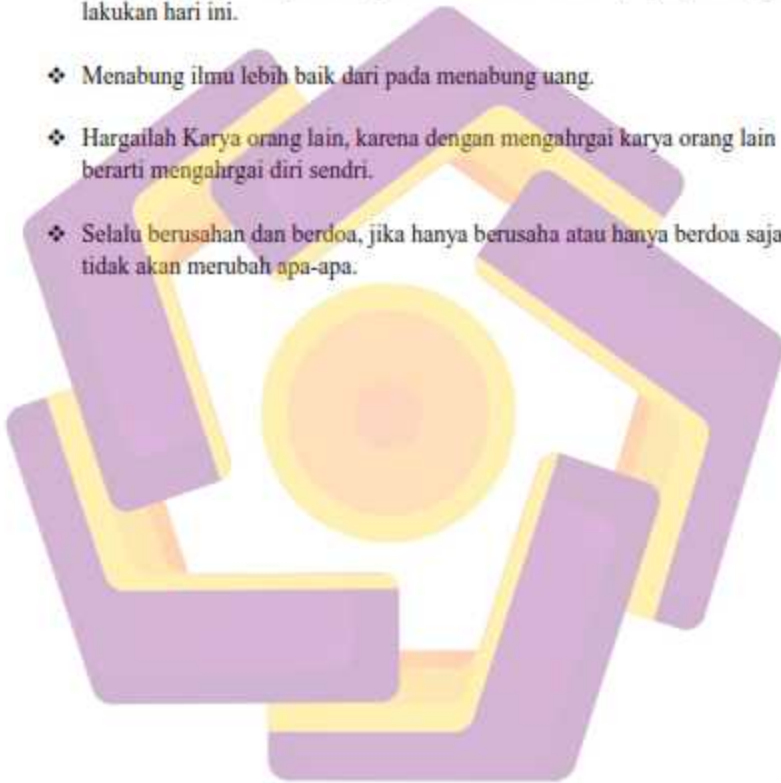 lakukan hari ini.
❖ Menabung ilmu lebih baik dari pada menabung uang.
❖ Hargailah Karya orang lain, karena dengan mengahrgai karya orang lain
berarti mengahrgai diri sendri.
❖ Selalu berusahan dan berdoa, jika hanya berusaha atau hanya berdoa saja
tidak akan merubah apa-apa.